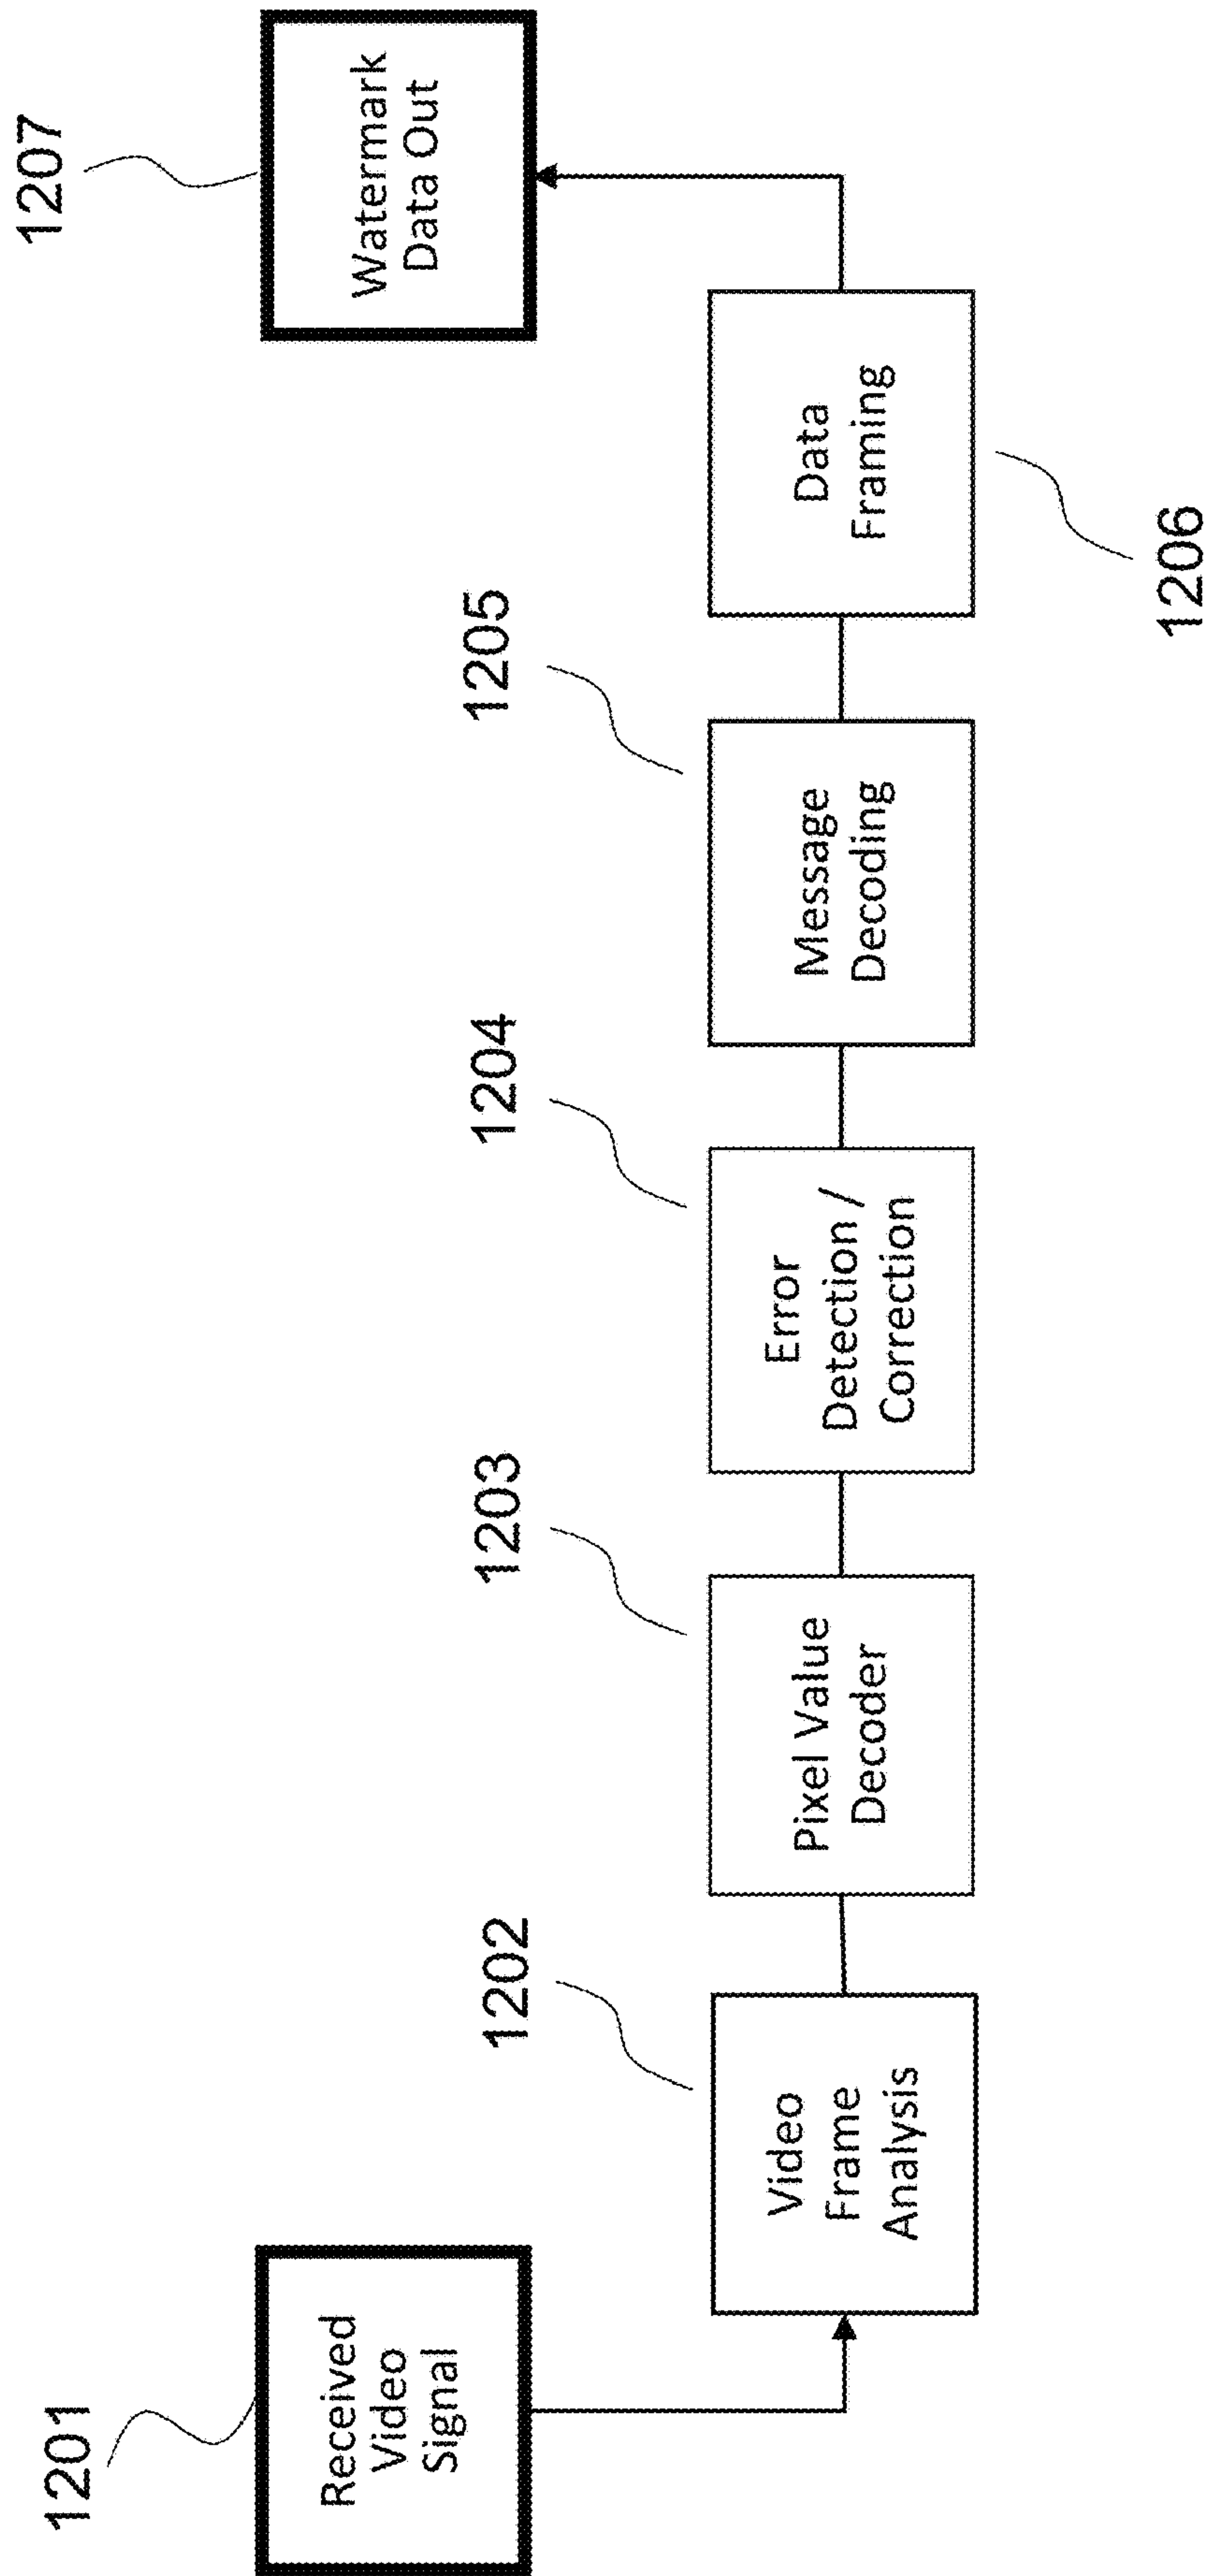 1201
Received
Video
Signal
1202
Video
Frame
Analysis
1203
Pixel Value
Decoder
1204
Error
Detection /
Correction
1205
Message
Decoding
1206
Data
Framing
1207
Watermark
Data Out